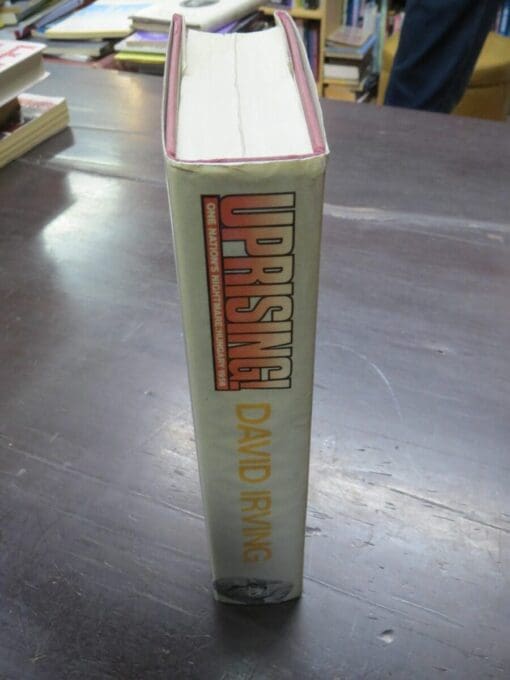 UPRISING!
ONE NATION'S NIGHTMARE: HUNGARY 1956
DAVID IRVING